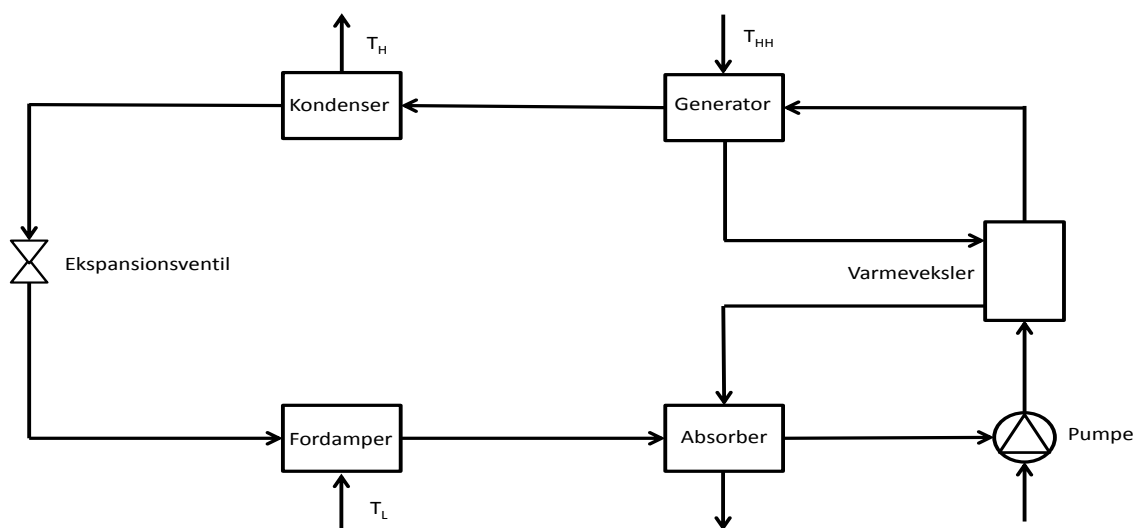 T_H
T_HH
Kondenser
Generator
Ekspansionsventil
Varmeveksler
Fordamper
Absorber
Pumpe
T_L